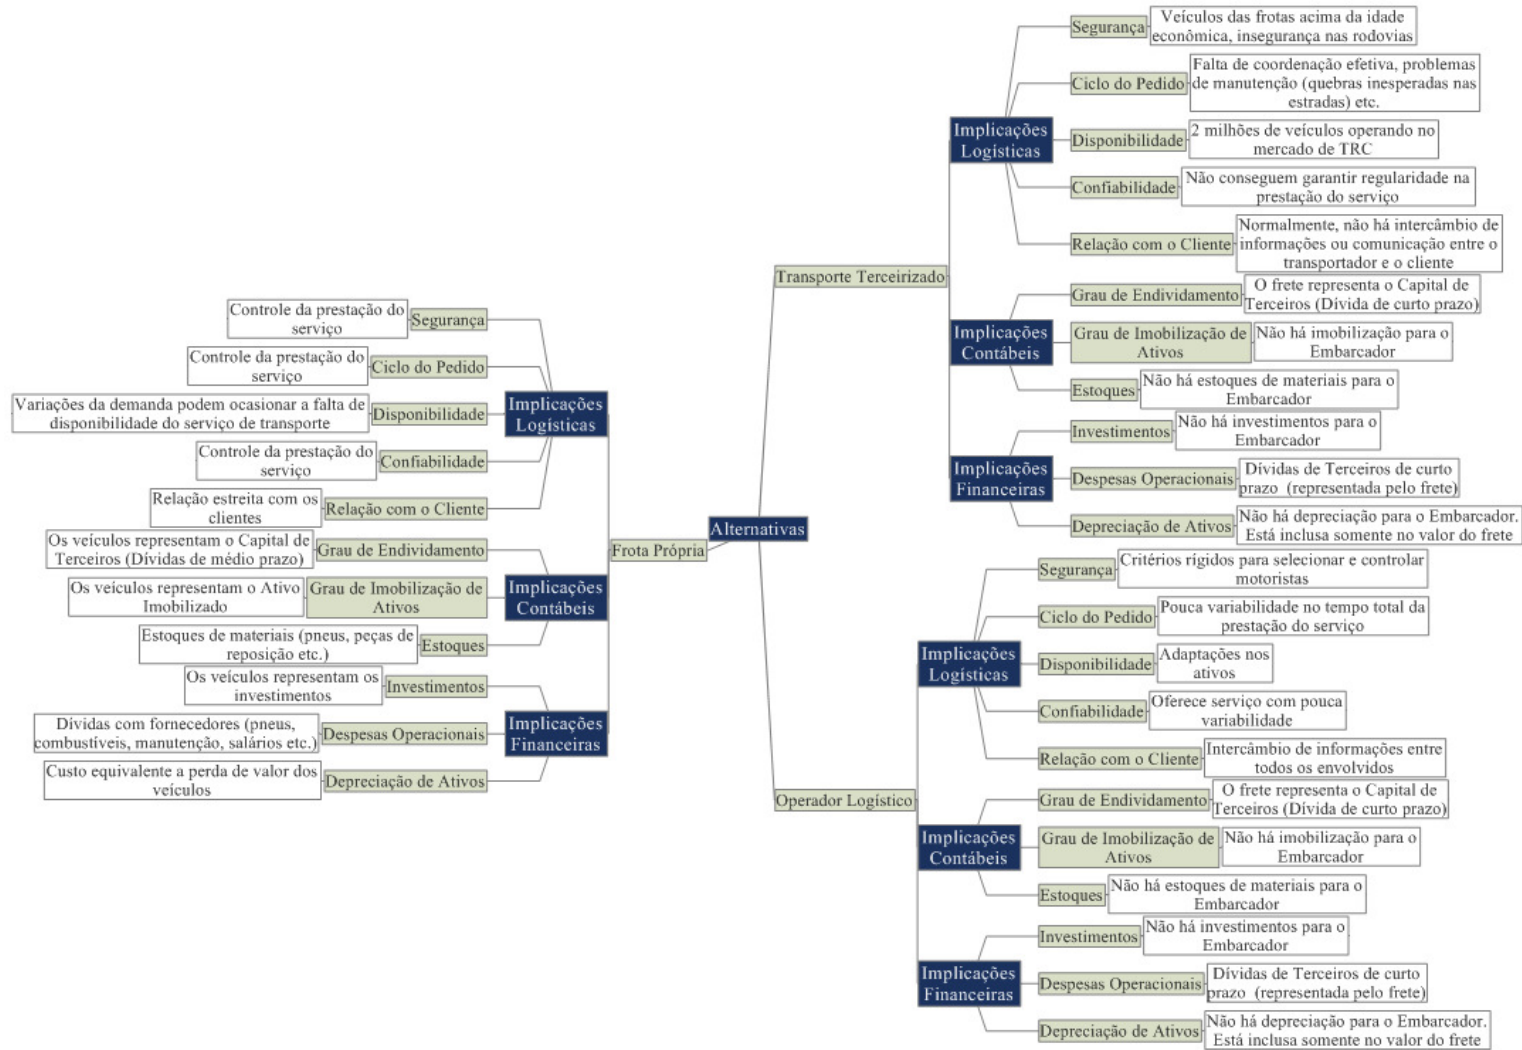 Alternativas
Frota Própria
Implicações
Logísticas
Segurança
Controle da prestação do
serviço
Ciclo do Pedido
Controle da prestação do
serviço
Disponibilidade
Variações da demanda podem ocasionar a falta de
disponibilidade do serviço de transporte
Confiabilidade
Controle da prestação do
serviço
Relação com o Cliente
Relação estreita com os
clientes
Implicações
Contábeis
Grau de Endividamento
Os veículos representam o Capital de
Terceiros (Dívidas de médio prazo)
Grau de Imobilização de
Ativos
Os veículos representam o Ativo
Imobilizado
Estoques
Estoques de materiais (pneus, peças de
reposição etc.)
Implicações
Financeiras
Investimentos
Os veículos representam os
investimentos
Despesas Operacionais
Dívidas com fornecedores (pneus,
combustíveis, manutenção, salários etc.)
Depreciação de Ativos
Custo equivalente a perda de valor dos
veículos
Transporte Terceirizado
Implicações
Logísticas
Segurança
Veículos das frotas acima da idade
econômica, insegurança nas rodovias
Ciclo do Pedido
Falta de coordenação efetiva, problemas
de manutenção (quebras inesperadas nas
estradas) etc.
Disponibilidade
2 milhões de veículos operando no
mercado de TRC
Confiabilidade
Não conseguem garantir regularidade na
prestação do serviço
Relação com o Cliente
Normalmente, não há intercâmbio de
informações ou comunicação entre o
transportador e o cliente
Implicações
Contábeis
Grau de Endividamento
O frete representa o Capital de
Terceiros (Dívida de curto prazo)
Grau de Imobilização de
Ativos
Não há imobilização para o
Embarcador
Estoques
Não há estoques de materiais para o
Embarcador
Implicações
Financeiras
Investimentos
Não há investimentos para o
Embarcador
Despesas Operacionais
Dívidas de Terceiros de curto
prazo (representada pelo frete)
Depreciação de Ativos
Não há depreciação para o Embarcador.
Está inclusa somente no valor do frete
Operador Logístico
Implicações
Logísticas
Segurança
Critérios rígidos para selecionar e controlar
motoristas
Ciclo do Pedido
Pouca variabilidade no tempo total da
prestação do serviço
Disponibilidade
Adaptações nos
ativos
Confiabilidade
Oferece serviço com pouca
variabilidade
Relação com o Cliente
Intercâmbio de informações entre
todos os envolvidos
Implicações
Contábeis
Grau de Endividamento
O frete representa o Capital de
Terceiros (Dívida de curto prazo)
Grau de Imobilização de
Ativos
Não há imobilização para o
Embarcador
Estoques
Não há estoques de materiais para o
Embarcador
Implicações
Financeiras
Investimentos
Não há investimentos para o
Embarcador
Despesas Operacionais
Dívidas de Terceiros de curto
prazo (representada pelo frete)
Depreciação de Ativos
Não há depreciação para o Embarcador.
Está inclusa somente no valor do frete